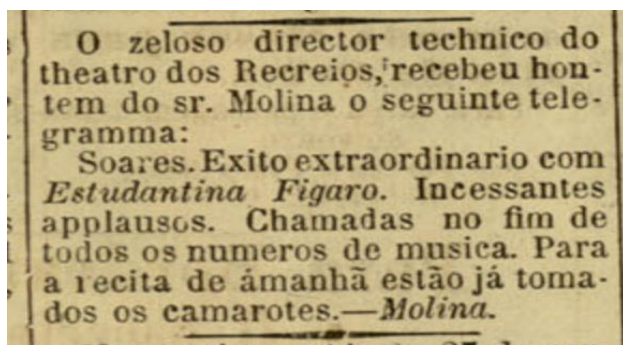 O zeloso director technico do
theatro dos Recreios, recebeu hon-
tem do sr. Molina o seguinte tele-
gramma:
Soares. Exito extraordinario com
Estudantina Figaro. Incessantes
applausos. Chamadas no fim de
todos os numeros de musica. Para
a recita de ámanhã estão já toma-
dos os camarotes.—Molina.